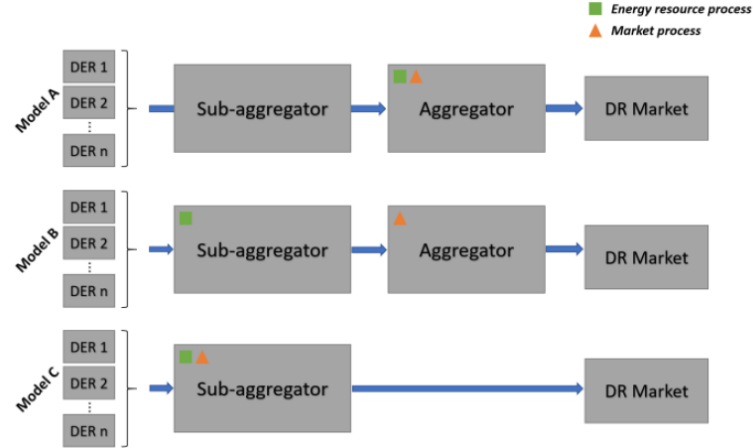 Energy resource process
Market process
Model A
DER 1
DER 2
DER n
Sub-aggregator
Aggregator
DR Market
Model B
DER 1
DER 2
DER n
Sub-aggregator
Aggregator
DR Market
Model C
DER 1
DER 2
DER n
Sub-aggregator
DR Market